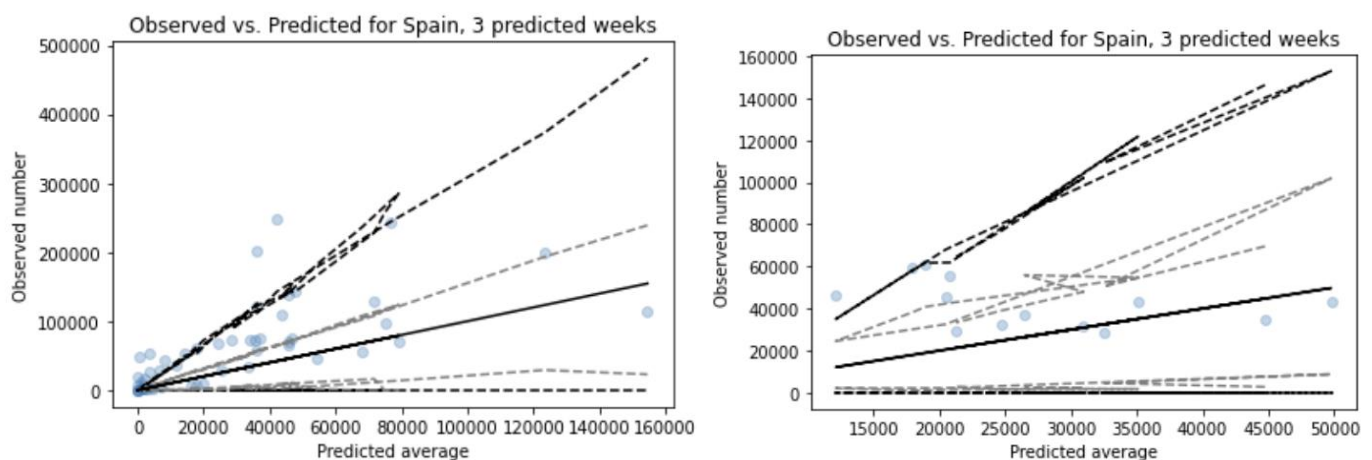 Observed vs. Predicted for Spain, 3 predicted weeks
500000
400000
300000
200000
100000
0
Observed number
0 20000 40000 60000 80000 100000 120000 140000 160000
Predicted average
Observed vs. Predicted for Spain, 3 predicted weeks
160000
140000
120000
100000
80000
60000
40000
20000
0
Observed number
15000 20000 25000 30000 35000 40000 45000 50000
Predicted average